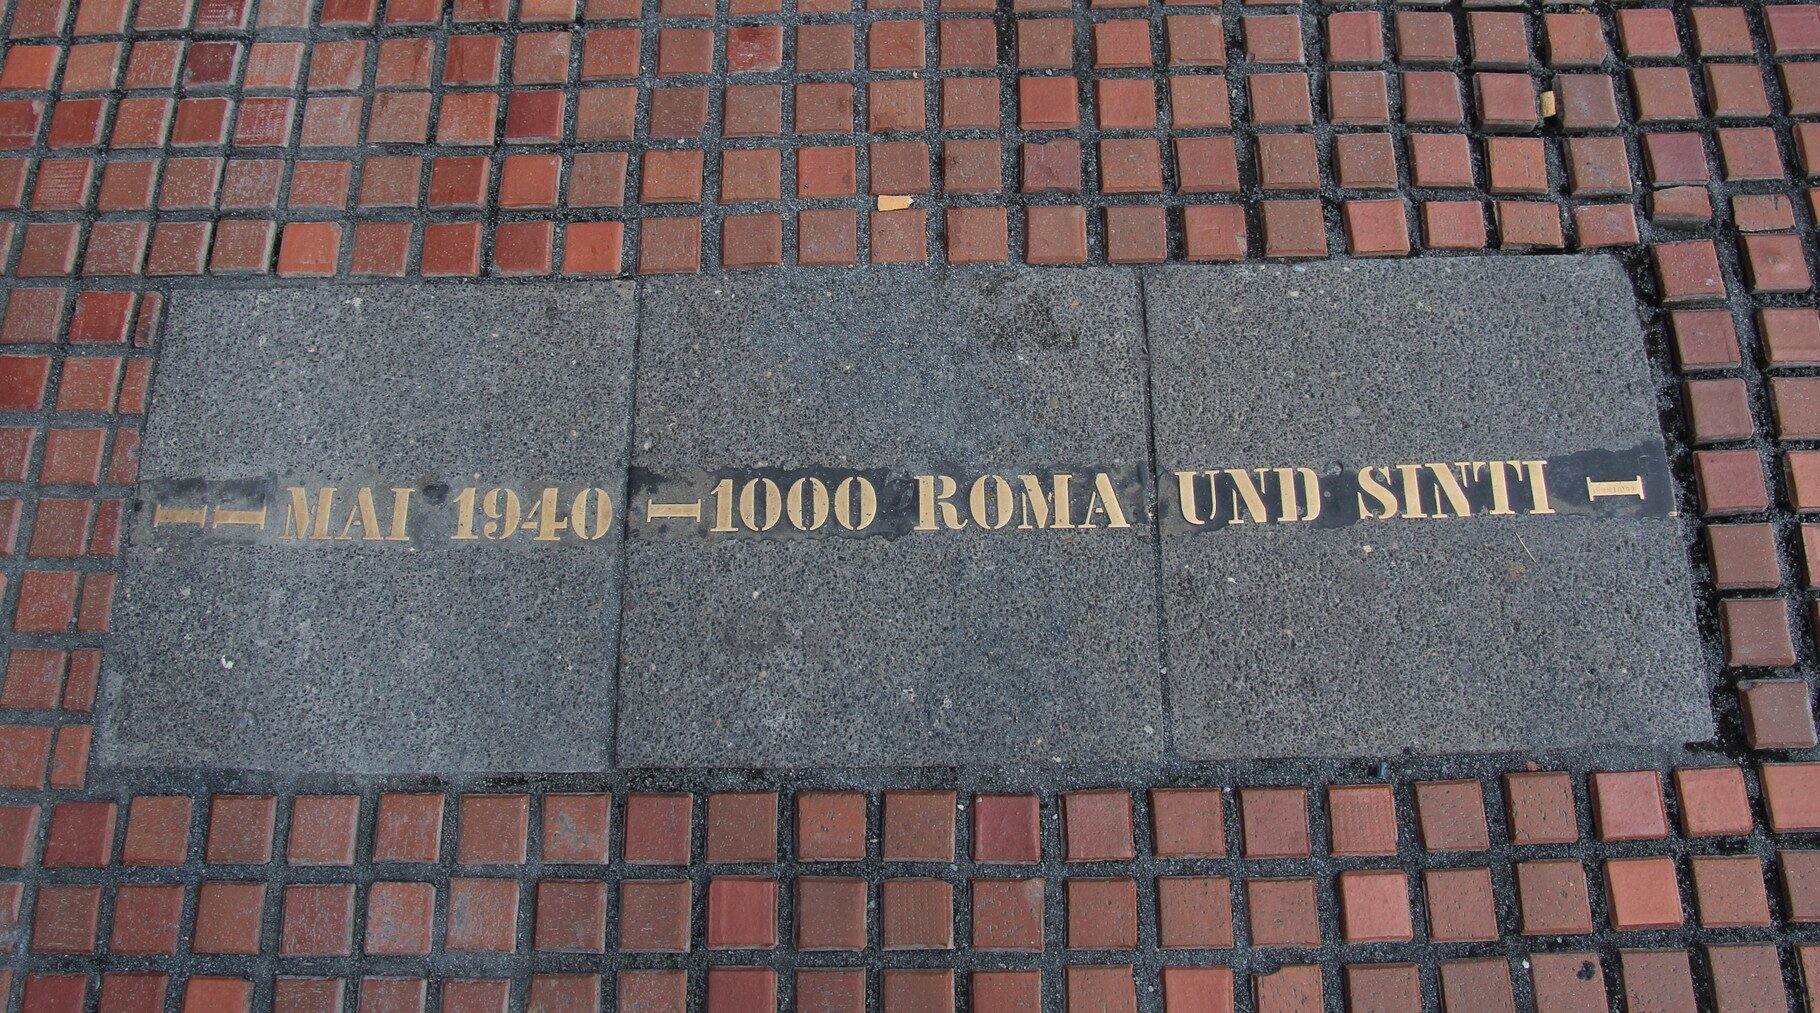 MAI 1940 — 1000 ROMA UND SINTI